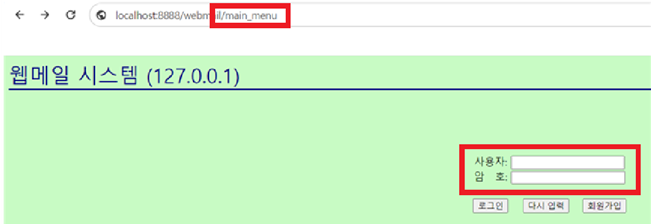 localhost:8888/webmail/main_menu
웹메일 시스템 (127.0.0.1)
사용자:
암 호:
로그인 다시 입력 회원가입